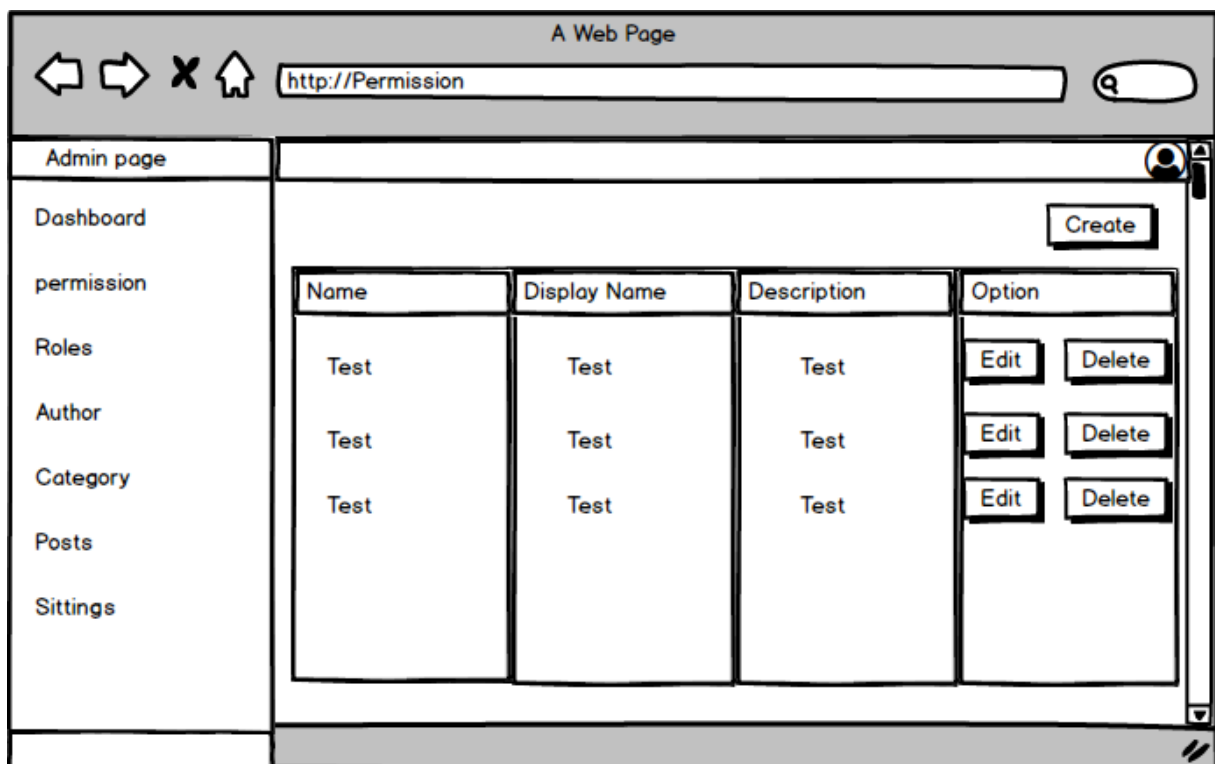 A Web Page
http://Permission
Admin page
Dashboard
permission
Roles
Author
Category
Posts
Sittings
Create
Name Display Name Description Option
Test Test Test Edit Delete
Test Test Test Edit Delete
Test Test Test Edit Delete